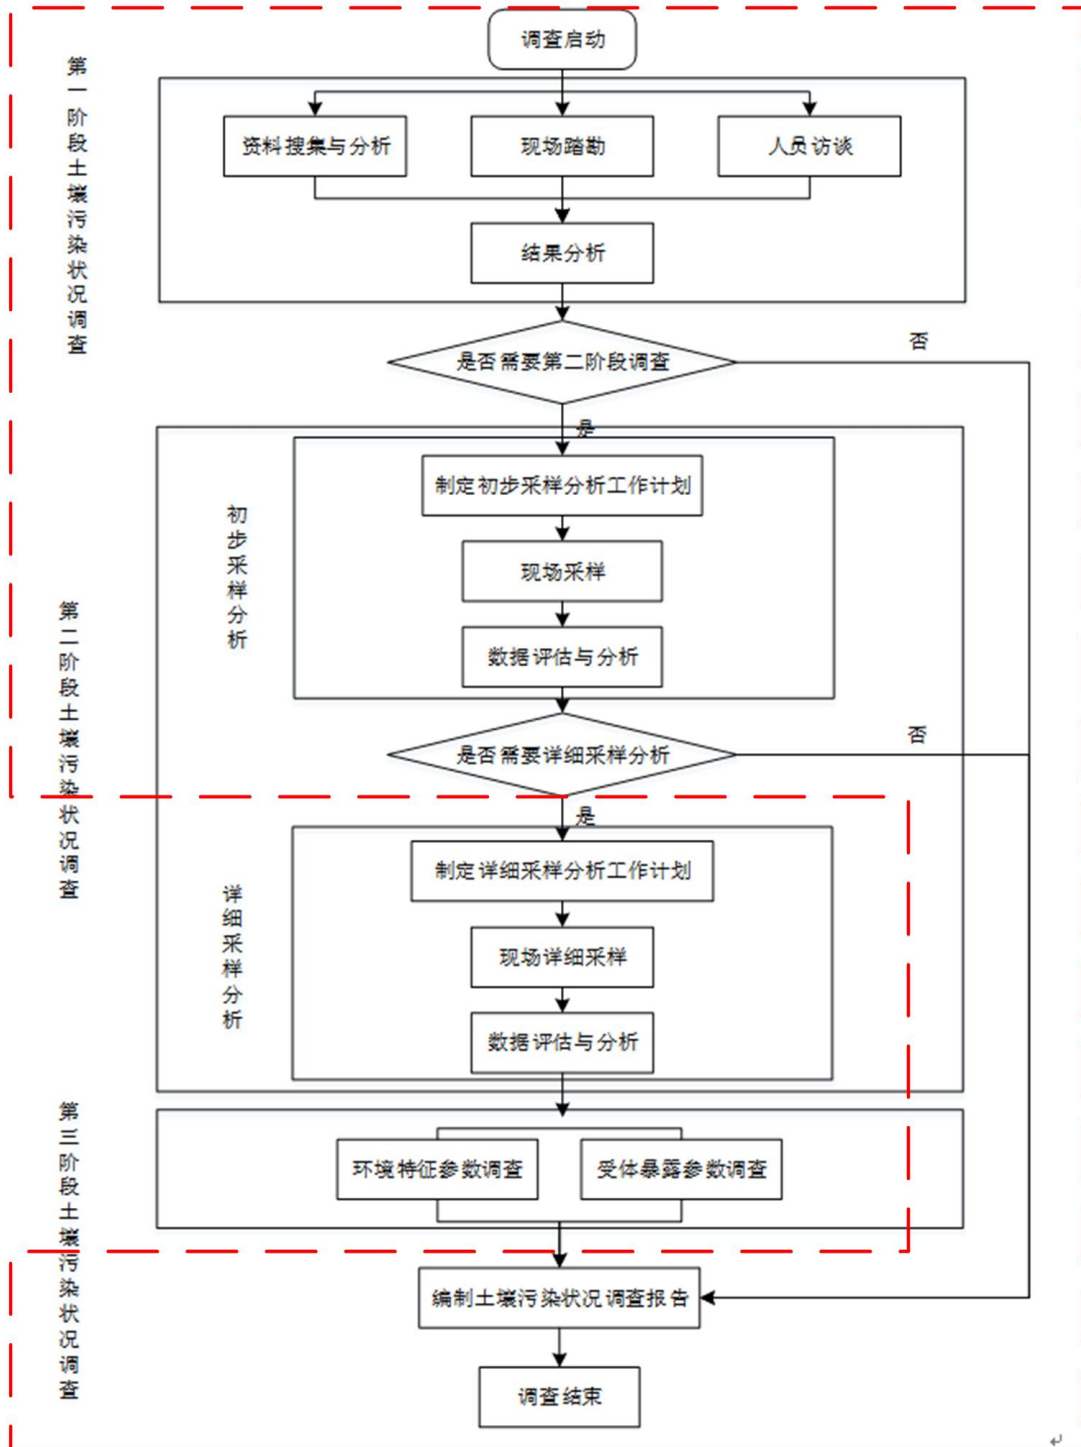 调查启动
第一阶段土壤污染状况调查
资料搜集与分析
现场踏勘
人员访谈
结果分析
是否需要第二阶段调查
否
是
第二阶段土壤污染状况调查
初步采样分析
制定初步采样分析工作计划
现场采样
数据评估与分析
是否需要详细采样分析
否
是
详细采样分析
制定详细采样分析工作计划
现场详细采样
数据评估与分析
第三阶段土壤污染状况调查
环境特征参数调查
受体暴露参数调查
编制土壤污染状况调查报告
调查结束